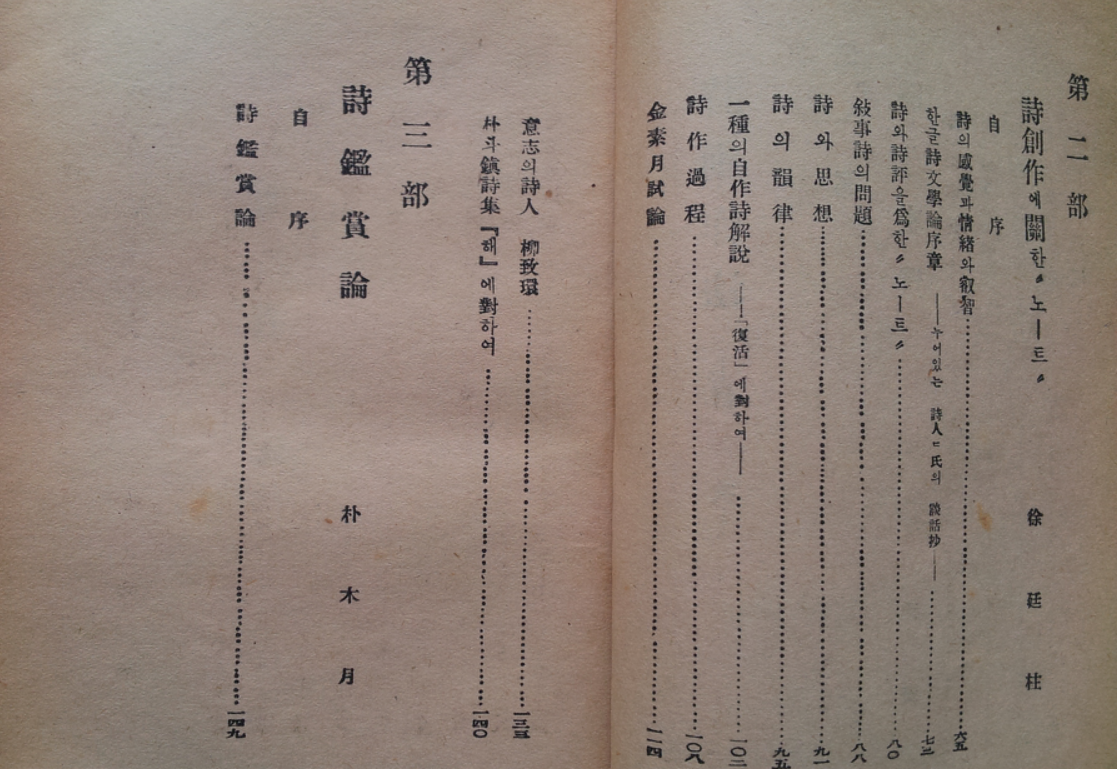 第二部
詩創作에關한〃노ー트〃 徐廷柱
自序
詩의感覺과情緖와叡智 六五
한글詩文學論序章 ——누어있는 詩人ㄷ氏의 談話抄—— 七三
詩와詩評을爲한〃노ー트〃 八〇
敍事詩의問題 八八
詩와思想 九一
詩의韻律 九五
一種의自作詩解說 ——「復活」에對하여—— 一〇二
詩作過程 一〇八
金素月試論 一一四
意志의詩人 柳致環 一三三
朴斗鎭詩集『해』에對하여 一四〇
第三部
詩鑑賞論 朴木月
自序
詩鑑賞論 一四九